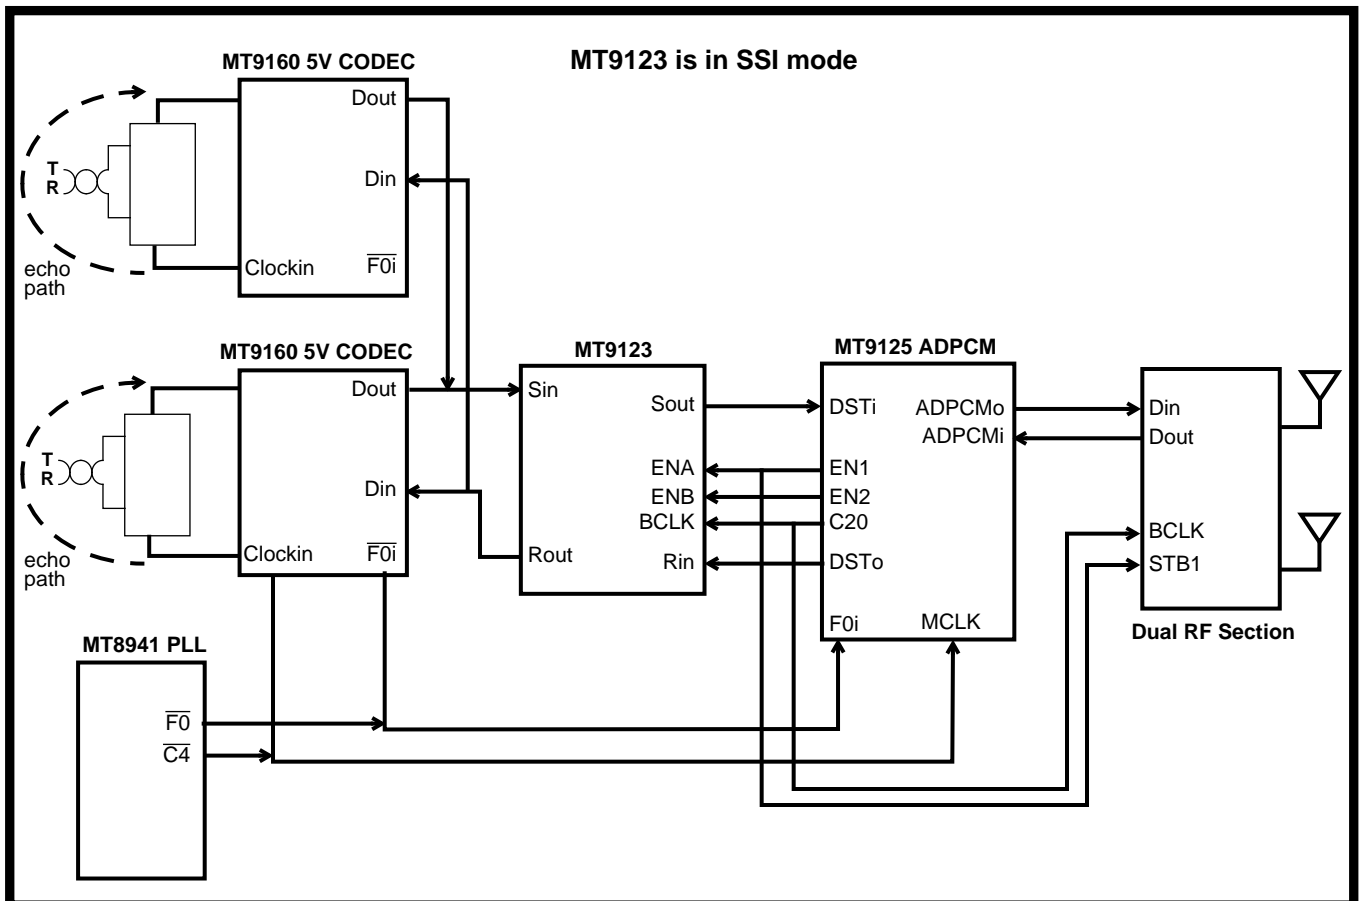 MT9123 is in SSI mode
MT9160 5V CODEC
Dout
Din
Clockin
F0i
T
R
echo
path
MT9160 5V CODEC
Dout
Din
Clockin
F0i
T
R
echo
path
MT9123
Sin
Sout
ENA
ENB
BCLK
Rout
Rin
MT9125 ADPCM
DSTi
ADPCMo
ADPCMi
EN1
EN2
C20
DSTo
F0i
MCLK
Din
Dout
BCLK
STB1
Dual RF Section
MT8941 PLL
F0
C4